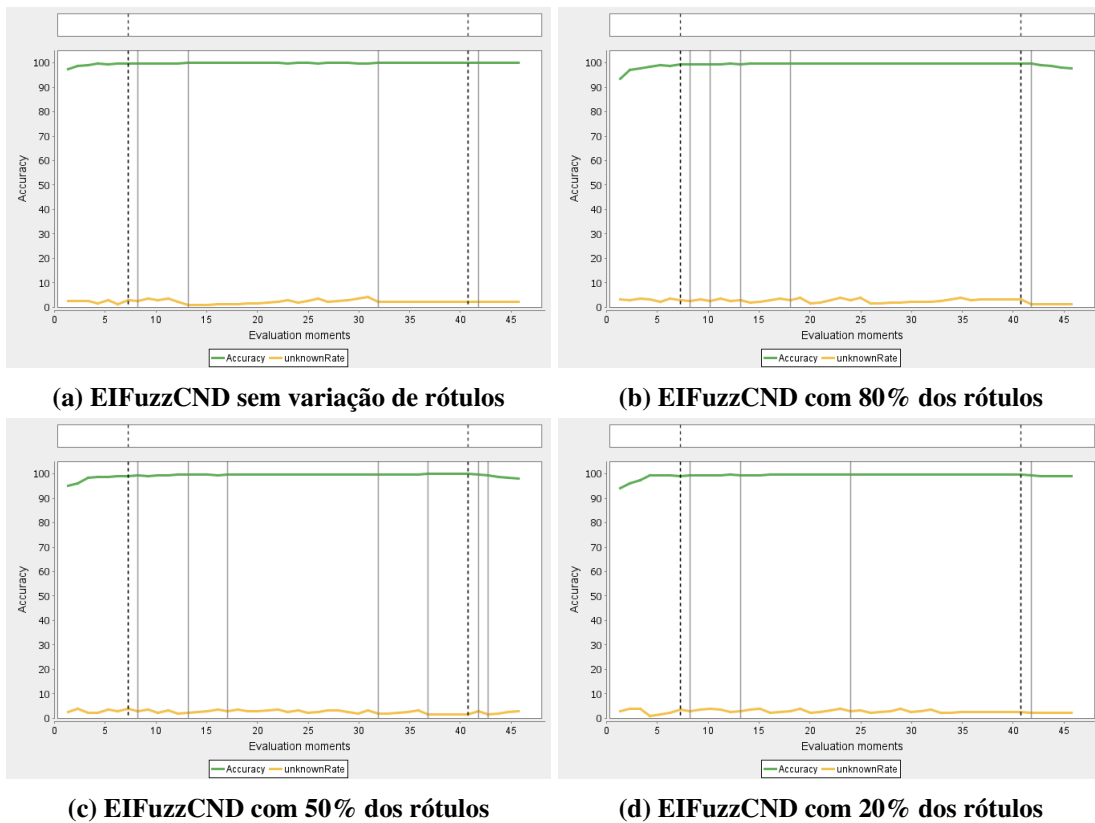 100
90
80
70
60
50
40
30
20
10
0
Accuracy
0 5 10 15 20 25 30 35 40 45
Evaluation moments
Accuracy unknownRate
(a) EIFuzzCND sem variação de rótulos
100
90
80
70
60
50
40
30
20
10
0
Accuracy
0 5 10 15 20 25 30 35 40 45
Evaluation moments
Accuracy unknownRate
(b) EIFuzzCND com 80% dos rótulos
100
90
80
70
60
50
40
30
20
10
0
Accuracy
0 5 10 15 20 25 30 35 40 45
Evaluation moments
Accuracy unknownRate
(c) EIFuzzCND com 50% dos rótulos
100
90
80
70
60
50
40
30
20
10
0
Accuracy
0 5 10 15 20 25 30 35 40 45
Evaluation moments
Accuracy unknownRate
(d) EIFuzzCND com 20% dos rótulos